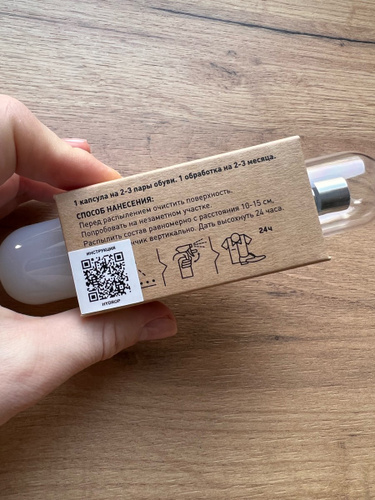 1 капсула на 2-3 пары обуви. 1 обработка на 2-3 месяца.
СПОСОБ НАНЕСЕНИЯ:
Перед распылением очистить поверхность.
Попробовать на незаметном участке.
Распылить состав равномерно с расстояния 10-15 см,
вертикально. Дать высохнуть 24 часа.
ИНСТРУКЦИЯ
HYDROP
24ч